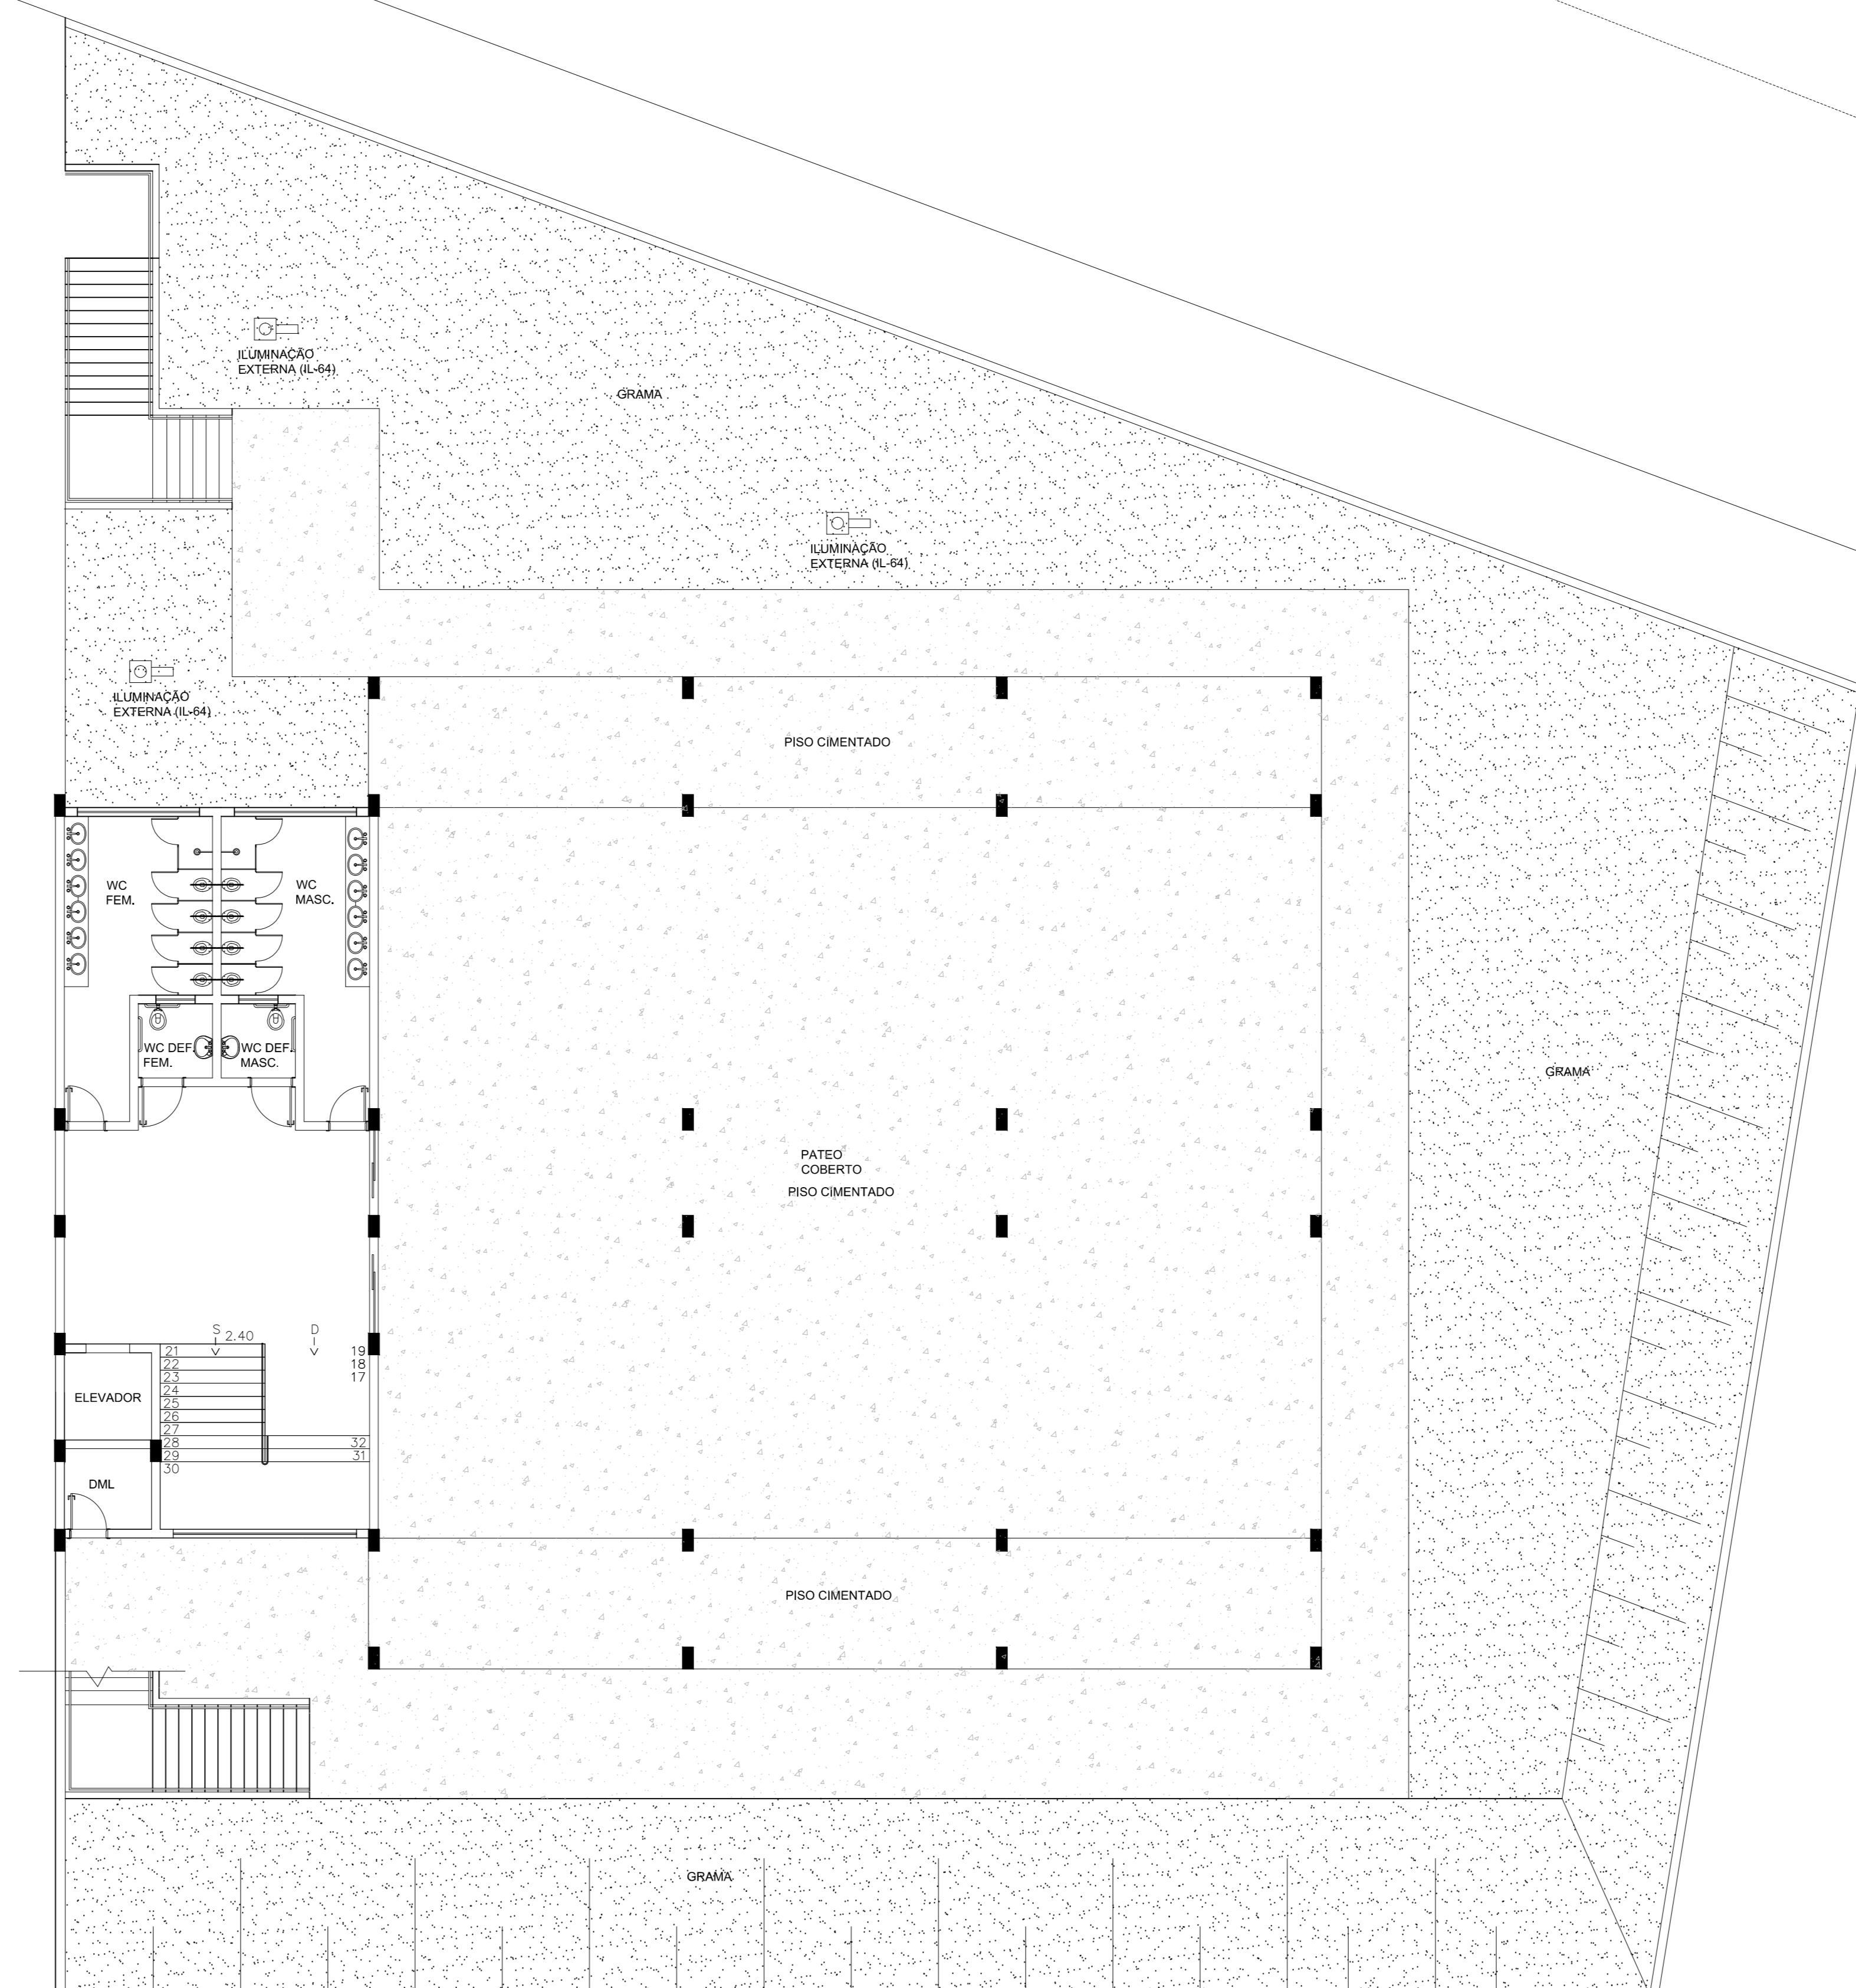 ILUMINAÇÃO
EXTERNA (IL-64)
GRAMA
ILUMINAÇÃO
EXTERNA (IL-64)
ILUMINAÇÃO
EXTERNA (IL-64)
PISO CIMENTADO
WC
FEM.
WC
MASC.
WC DEF.
FEM.
WC DEF.
MASC.
GRAMA
PATEO
COBERTO
PISO CIMENTADO
S
2.40
D
21
22
23
24
25
26
27
28
29
30
19
18
17
32
31
ELEVADOR
DML
PISO CIMENTADO
GRAMA